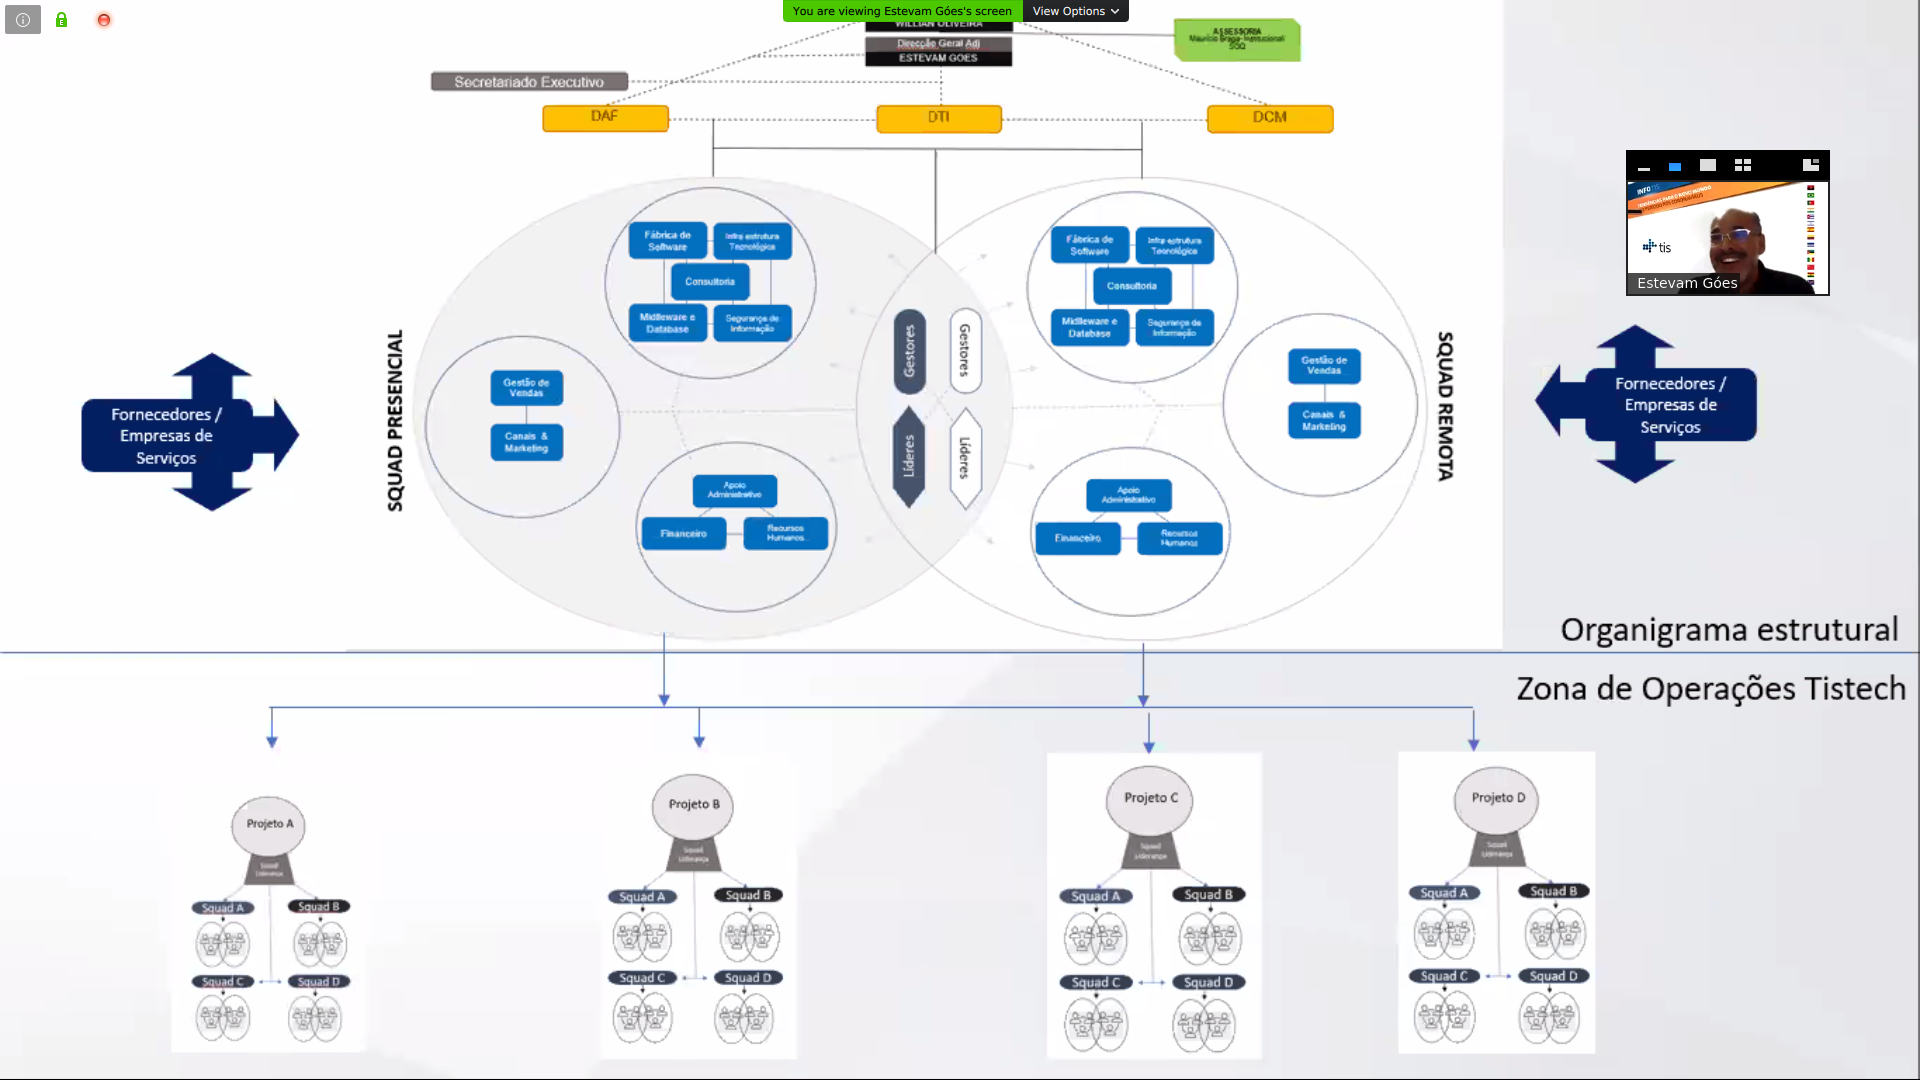 You are viewing Estevam Góes's screen
View Options
WILLIAN OLIVEIRA
Direcção Geral Adj
ESTEVAM GOES
ASSESSORIA
Secretariado Executivo
DAF
DTI
DCM
SQUAD PRESENCIAL
Fábrica de
Software
Infra estrutura
Tecnológica
Consultoria
Midleware e
Database
Segurança de
Informação
Gestão de
Vendas
Canais &
Marketing
Apoio
Administrativo
Financeiro
Recursos
Humanos
Gestores
Gestores
Líderes
Líderes
Fábrica de
Software
Infra estrutura
Tecnológica
Consultoria
Midleware e
Database
Segurança de
Informação
Gestão de
Vendas
Canais &
Marketing
Apoio
Administrativo
Financeiro
Recursos
Humanos
SQUAD REMOTA
Fornecedores /
Empresas de
Serviços
Fornecedores /
Empresas de
Serviços
tis
Estevam Góes
Organigrama estrutural
Zona de Operações Tistech
Projeto A
Squad
Liderança
Squad A
Squad B
Squad C
Squad D
Projeto B
Squad
Liderança
Squad A
Squad B
Squad C
Squad D
Projeto C
Squad
Liderança
Squad A
Squad B
Squad C
Squad D
Projeto D
Squad
Liderança
Squad A
Squad B
Squad C
Squad D